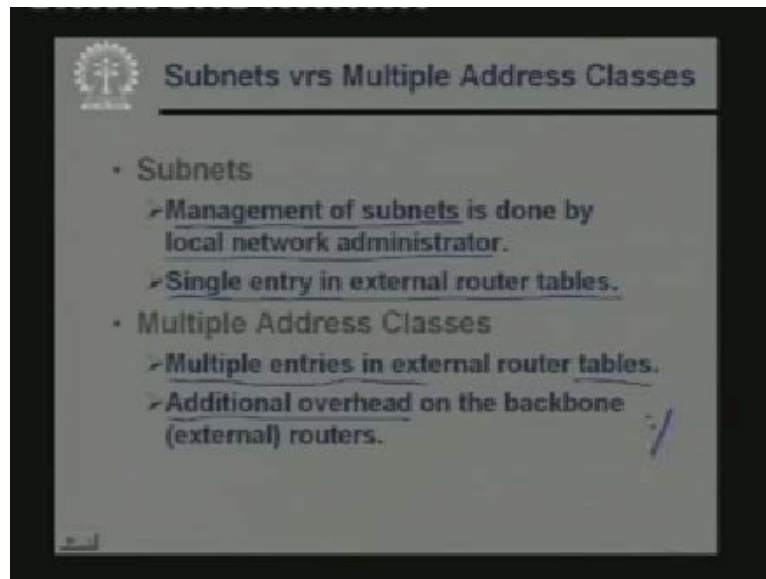 Subnets vrs Multiple Address Classes
• Subnets
➢Management of subnets is done by
local network administrator.
➢Single entry in external router tables.
• Multiple Address Classes
➢Multiple entries in external router tables.
➢Additional overhead on the backbone
(external) routers.